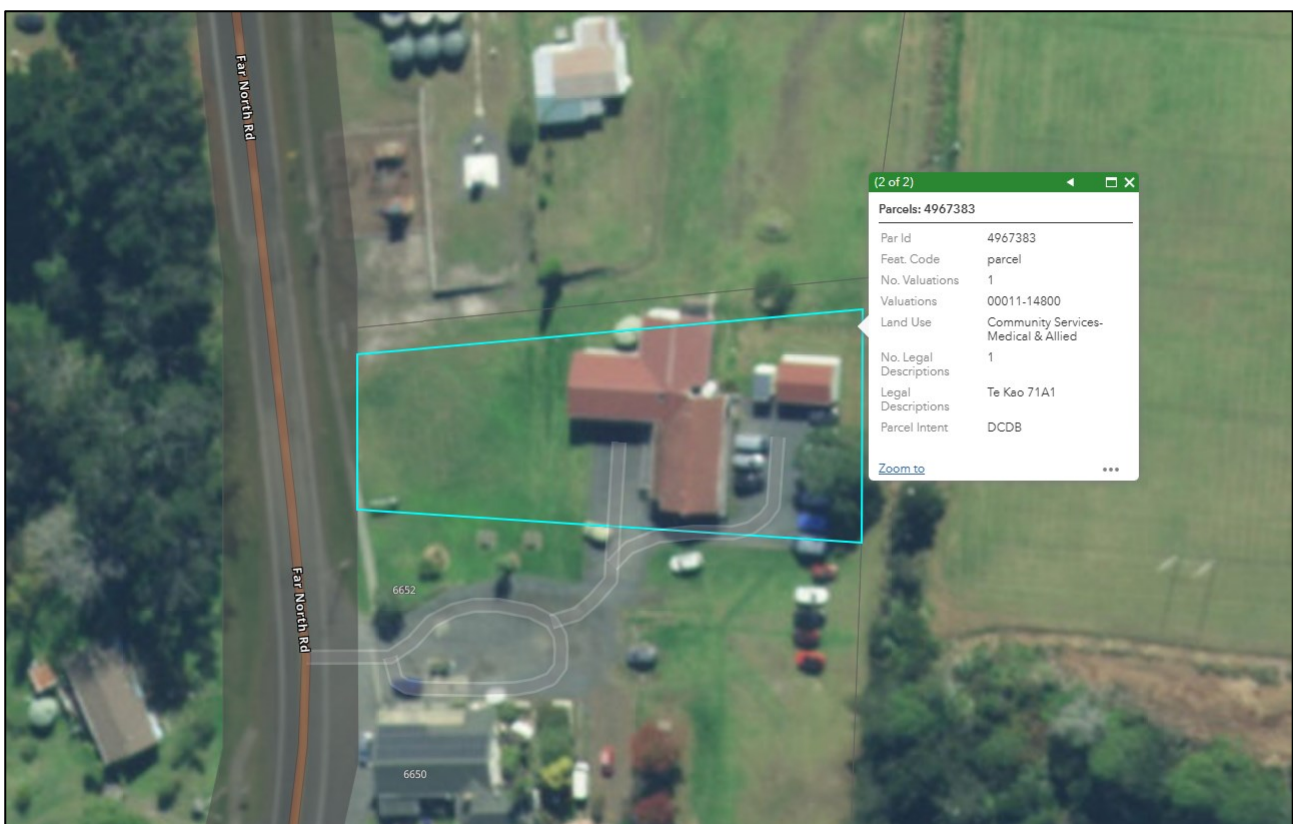 Far North Rd
(2 of 2)
Parcels: 4967383
Par Id 4967383
Feat. Code parcel
No. Valuations 1
Valuations 00011-14800
Land Use Community Services-
Medical & Allied
No. Legal 1
Descriptions
Legal Te Kao 71A1
Descriptions
Parcel Intent DCDB
Zoom to
Far North Rd
6652
6650